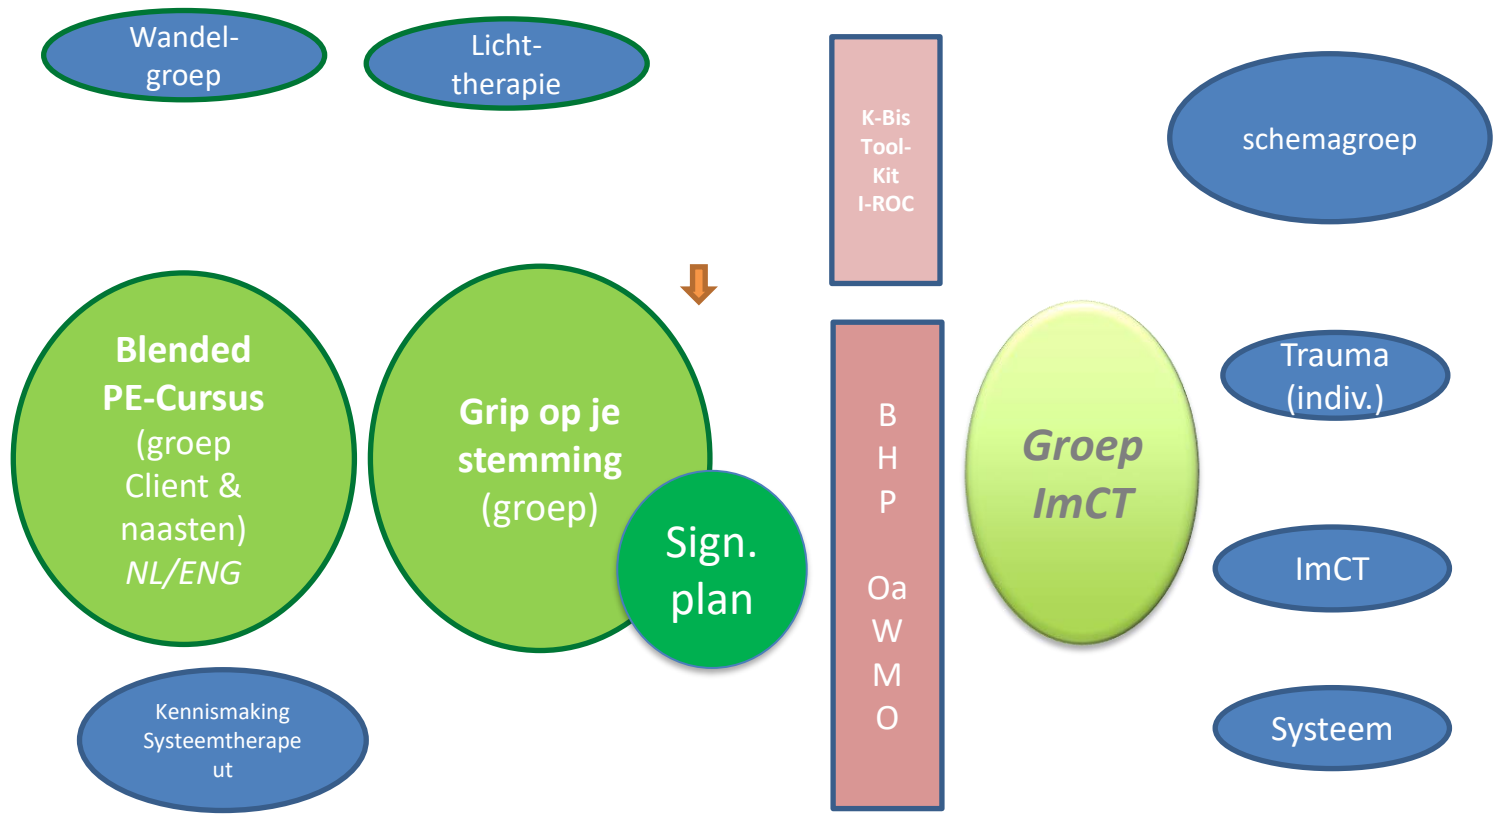 Wandel-
groep
Licht-
therapie
K-Bis
Tool-
Kit
I-ROC
schemagroep
Blended
PE-Cursus
(groep
Client &
naasten)
NL/ENG
Grip op je
stemming
(groep)
Sign.
plan
B
H
P
Oa
W
M
O
Groep
ImCT
Trauma
(indiv.)
ImCT
Systeem
Kennismaking
Systeemtherape
ut